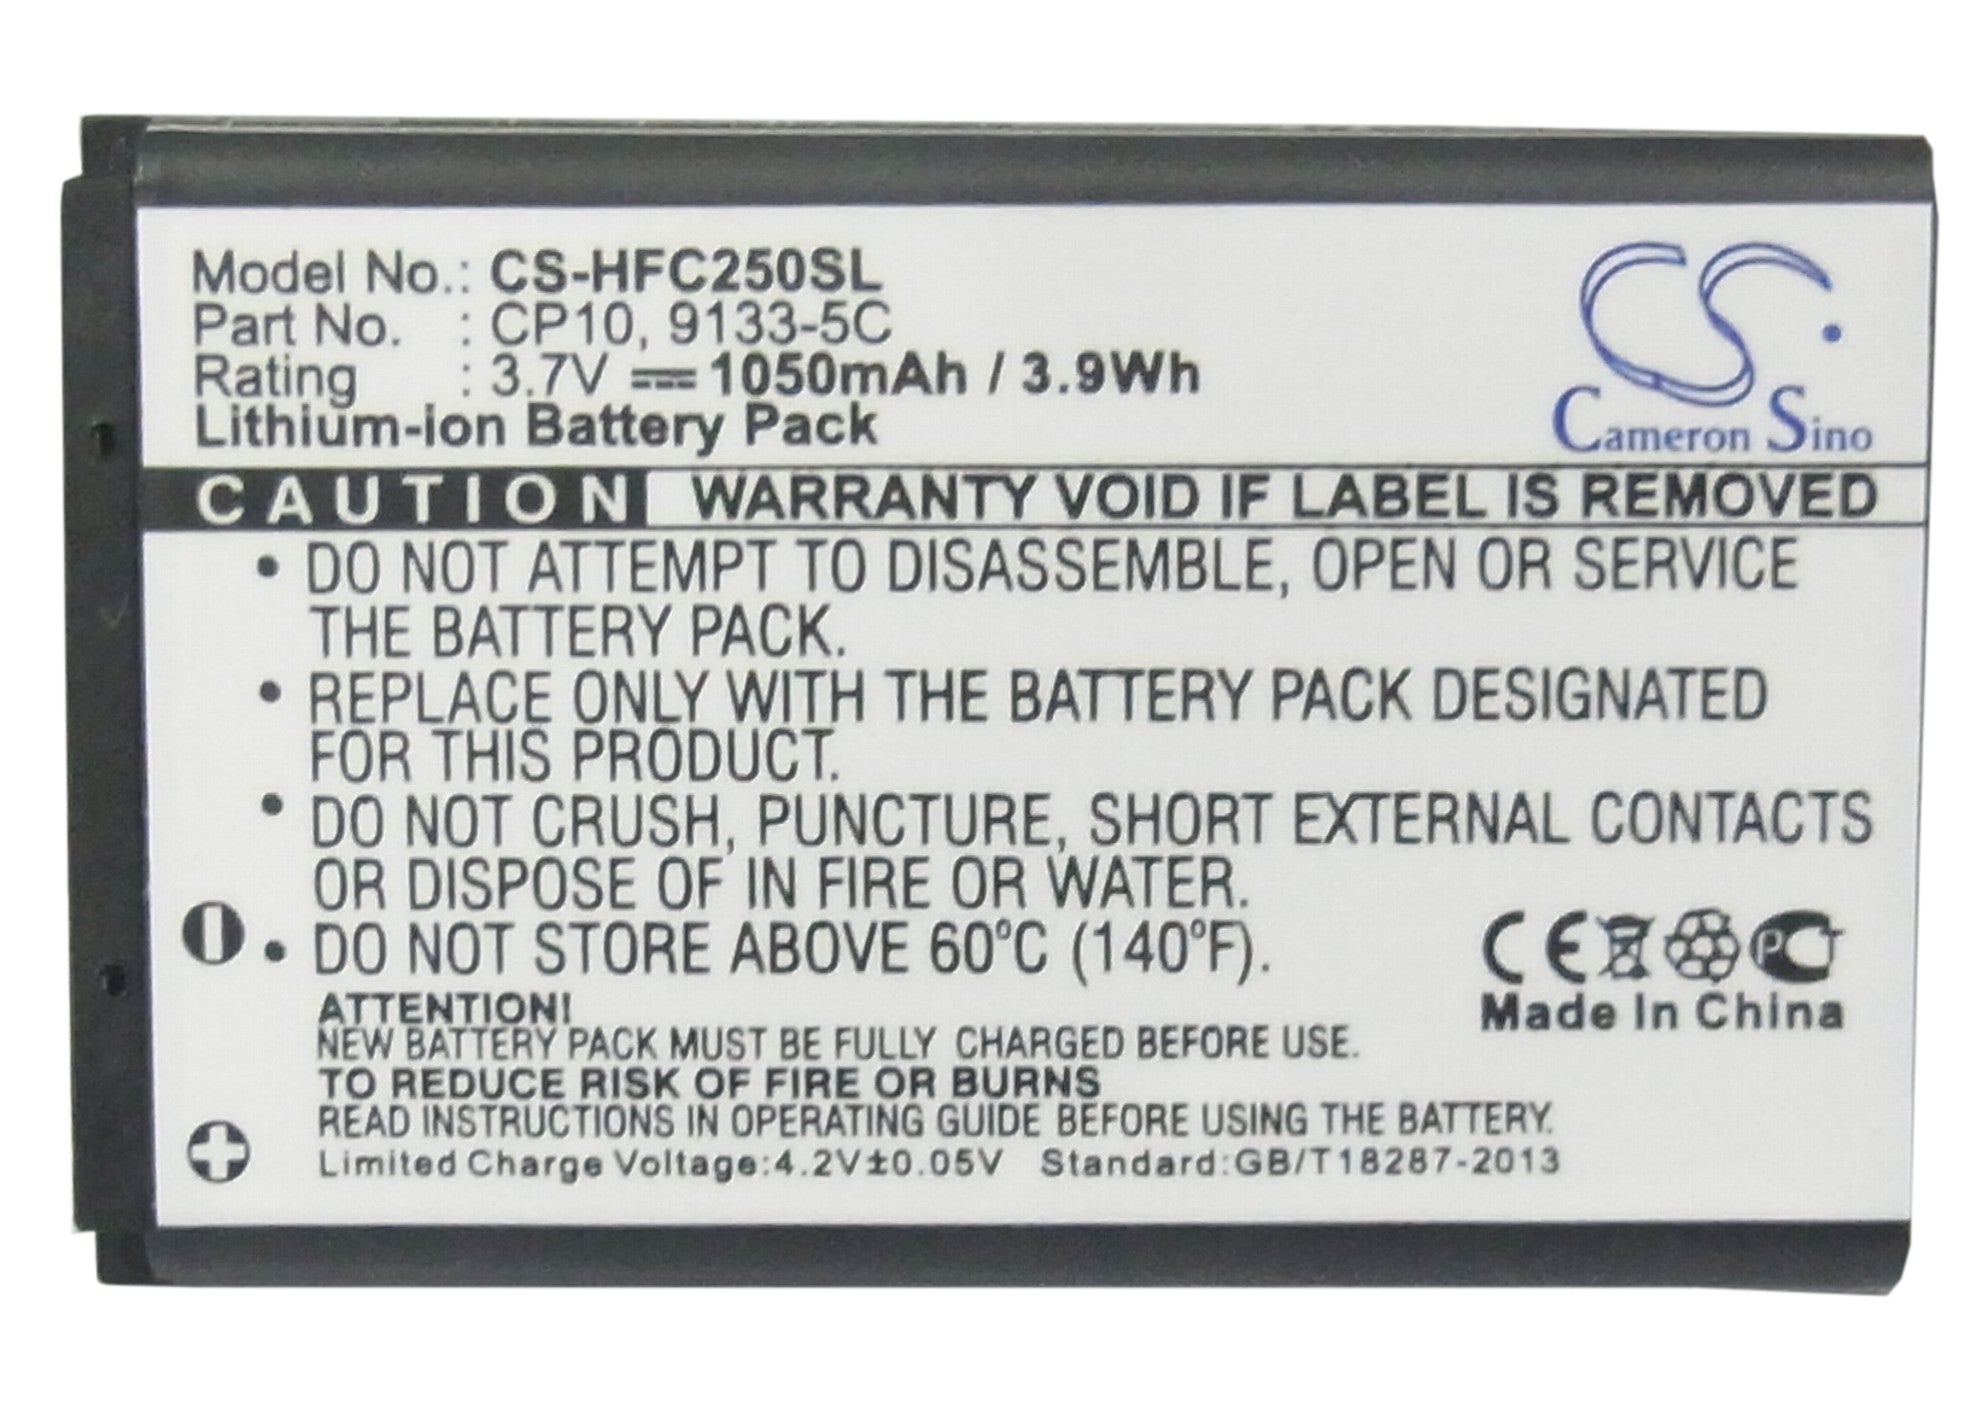 Model No.: CS-HFC250SL
Part No. : CP10, 9133-5C
Rating : 3.7V 1050mAh / 3.9Wh
Lithium-ion Battery Pack
CS
Cameron Sino
CAUTION WARRANTY VOID IF LABEL IS REMOVED
• DO NOT ATTEMPT TO DISASSEMBLE, OPEN OR SERVICE
THE BATTERY PACK.
• REPLACE ONLY WITH THE BATTERY PACK DESIGNATED
FOR THIS PRODUCT.
• DO NOT CRUSH, PUNCTURE, SHORT EXTERNAL CONTACTS
OR DISPOSE OF IN FIRE OR WATER.
• DO NOT STORE ABOVE 60°C (140°F).
CE PCT
Made In China
ATTENTION!
NEW BATTERY PACK MUST BE FULLY CHARGED BEFORE USE.
TO REDUCE RISK OF FIRE OR BURNS
READ INSTRUCTIONS IN OPERATING GUIDE BEFORE USING THE BATTERY.
Limited Charge Voltage:4.2V±0.05V Standard:GB/T18287-2013